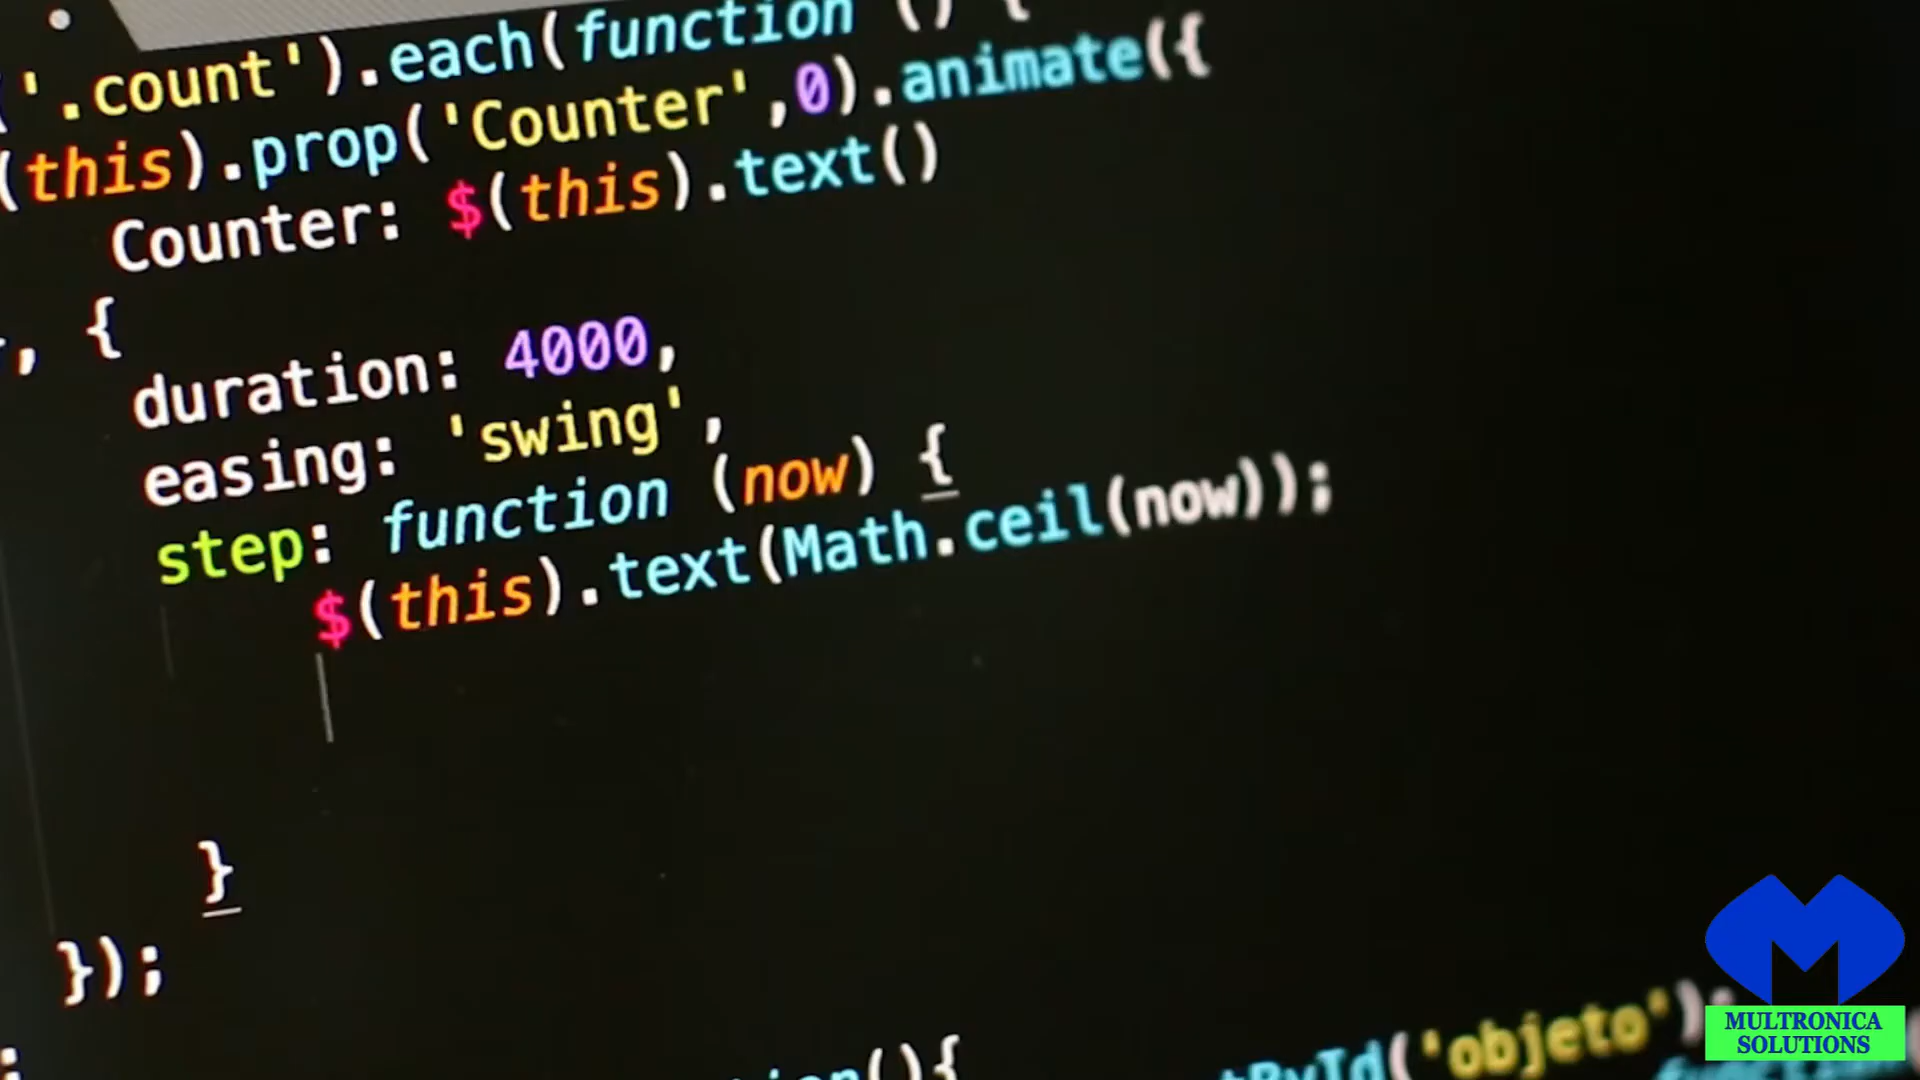 '.count').each(function () {
(this).prop('Counter',0).animate({
Counter: $(this).text()
, {
duration: 4000,
easing: 'swing',
step: function (now) {
$(this).text(Math.ceil(now));
}
});
(){
('objeto');
MULTRONICA
SOLUTIONS